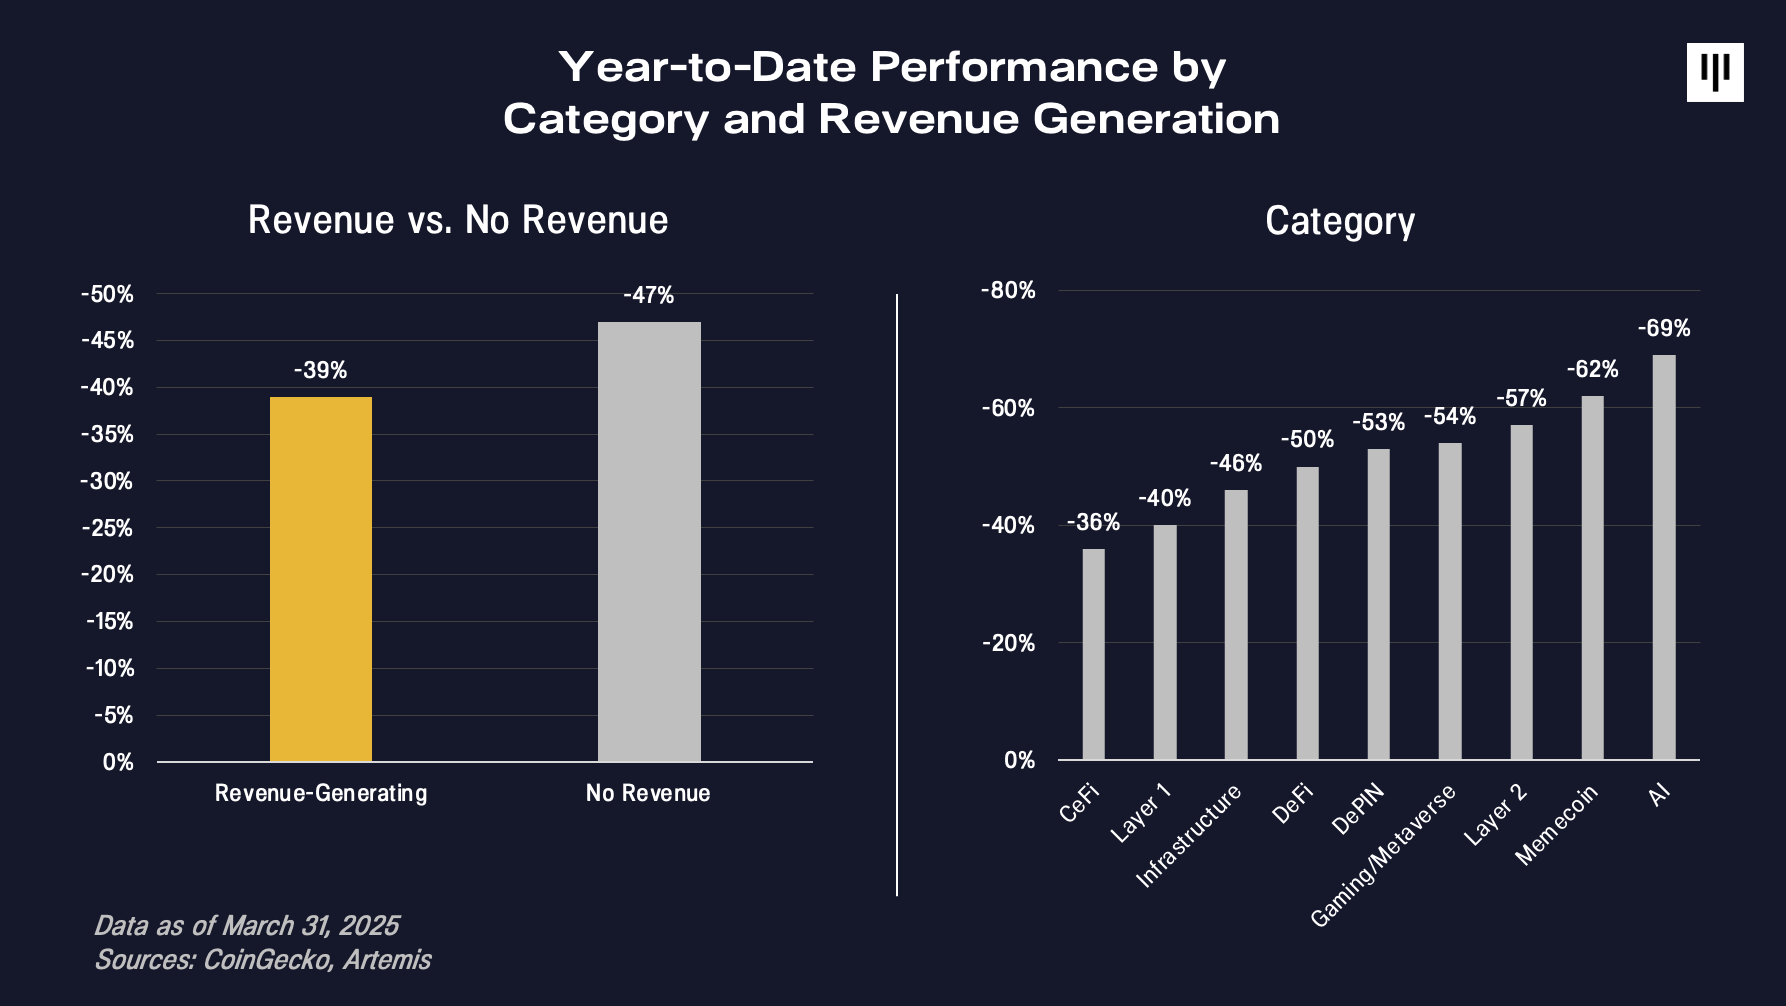 Year-to-Date Performance by
Category and Revenue Generation
Revenue vs. No Revenue
-50%
-45%
-40%
-35%
-30%
-25%
-20%
-15%
-10%
-5%
0%
-39%
-47%
Revenue-Generating
No Revenue
Category
-80%
-60%
-40%
-20%
0%
-36%
-40%
-46%
-50%
-53%
-54%
-57%
-62%
-69%
CeFi
Layer 1
Infrastructure
DeFi
DePIN
Gaming/Metaverse
Layer 2
Memecoin
AI
Data as of March 31, 2025
Sources: CoinGecko, Artemis